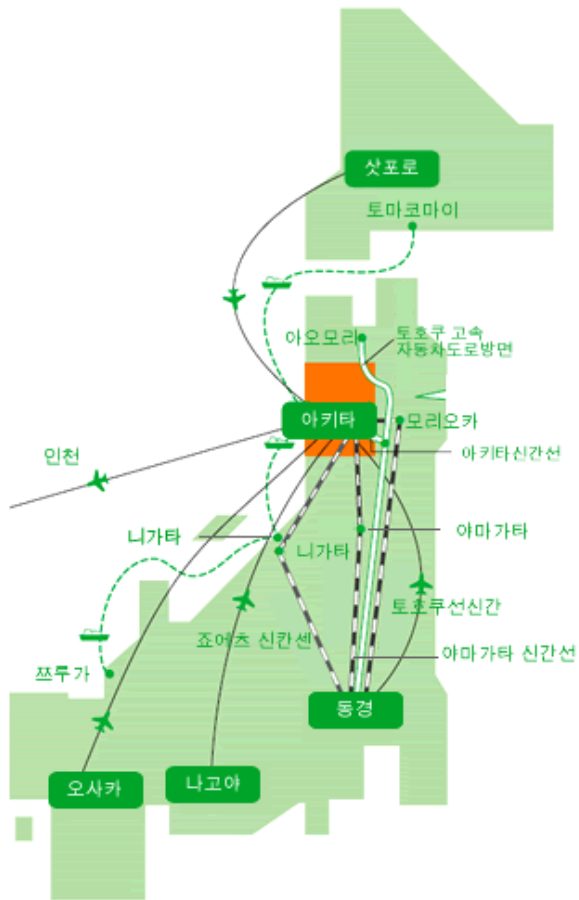 삿포로
토마코마이
아오모리
토호쿠 고속
자동차도로방면
아키타
모리오카
인천
아키타신간선
니가타
야마가타
니가타
토호쿠선신간
죠에츠 신칸센
야마가타 신간선
쯔루가
동경
오사카
나고야